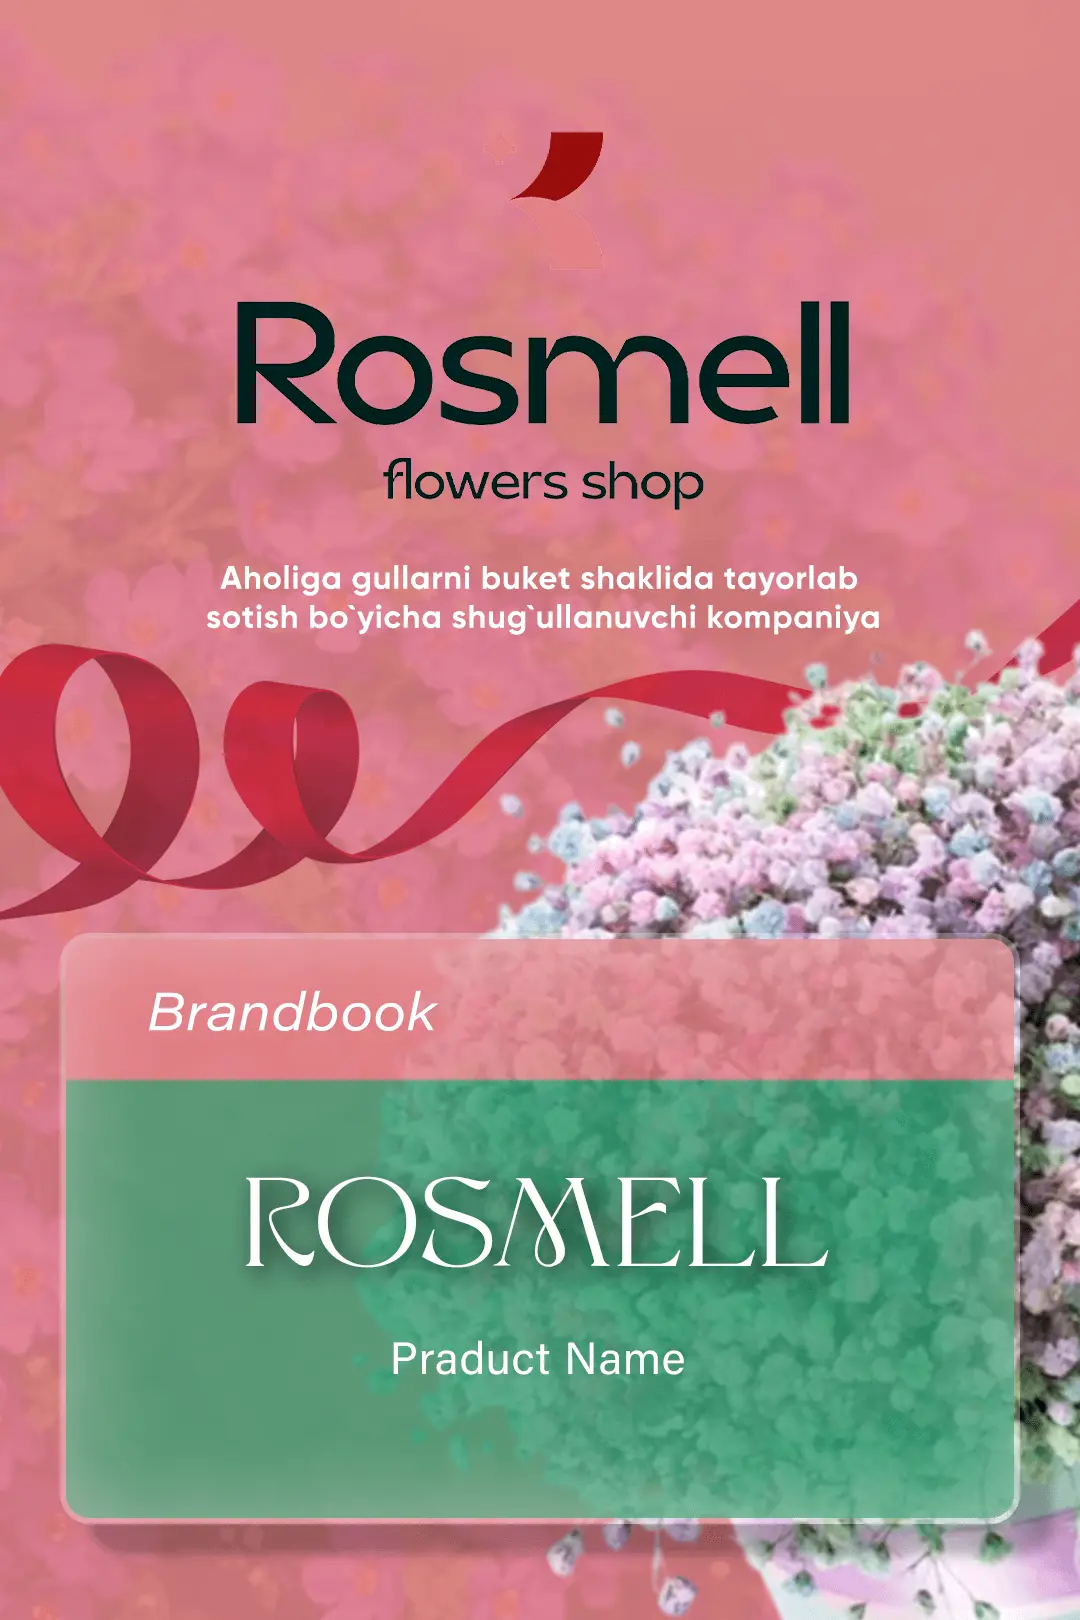 Rosmell
flowers shop
Aholiga gullarni buket shaklida tayorlab
sotish bo`yicha shug`ullanuvchi kompaniya
Brandbook
ROSMELL
Praduct Name